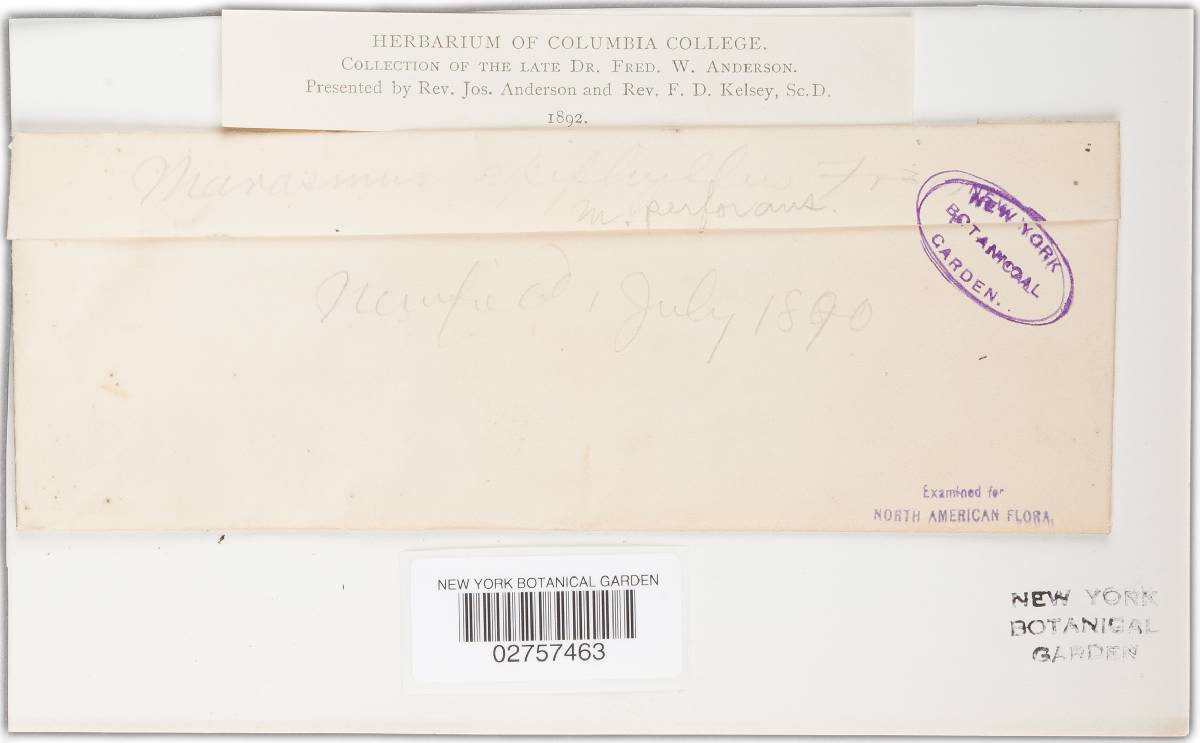 HERBARIUM OF COLUMBIA COLLEGE.
COLLECTION OF THE LATE DR. FRED. W. ANDERSON.
Presented by Rev. Jos. Anderson and Rev. F. D. Kelsey, Sc.D.
1892.
Marasmius Fr
M. perforans.
NEW YORK
BOTANICAL
GARDEN.
July 1890
Examined for
NORTH AMERICAN FLORA.
NEW YORK BOTANICAL GARDEN
02757463
NEW YORK
BOTANICAL
GARDEN